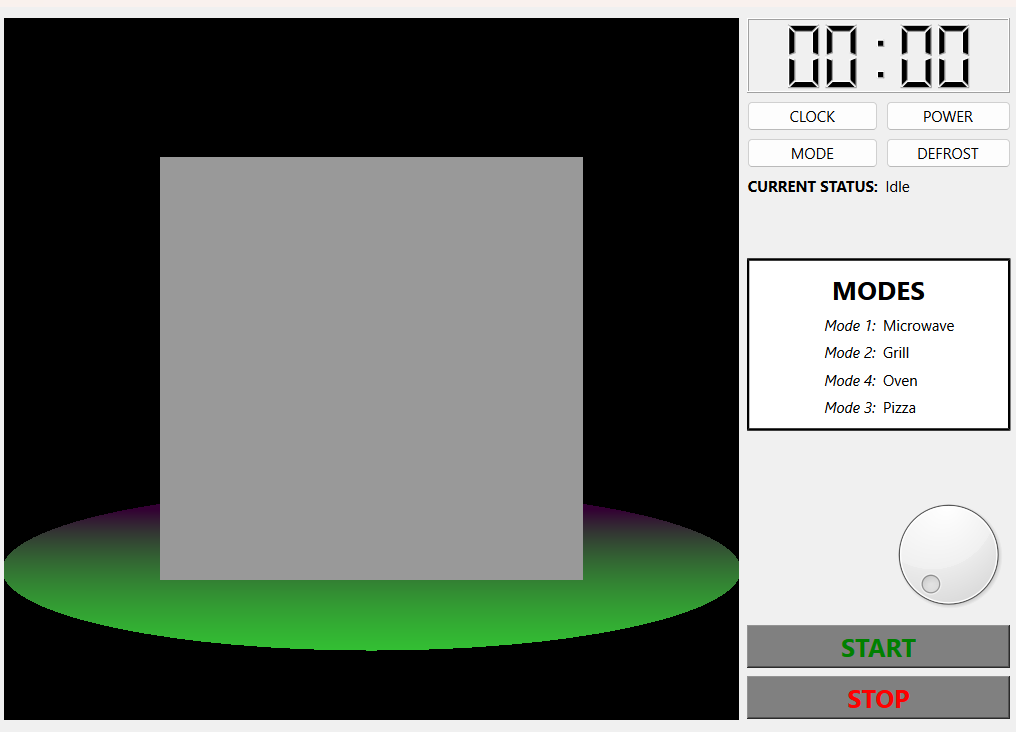 00:00
CLOCK POWER
MODE DEFROST
CURRENT STATUS: Idle
MODES
Mode 1: Microwave
Mode 2: Grill
Mode 4: Oven
Mode 3: Pizza
START
STOP